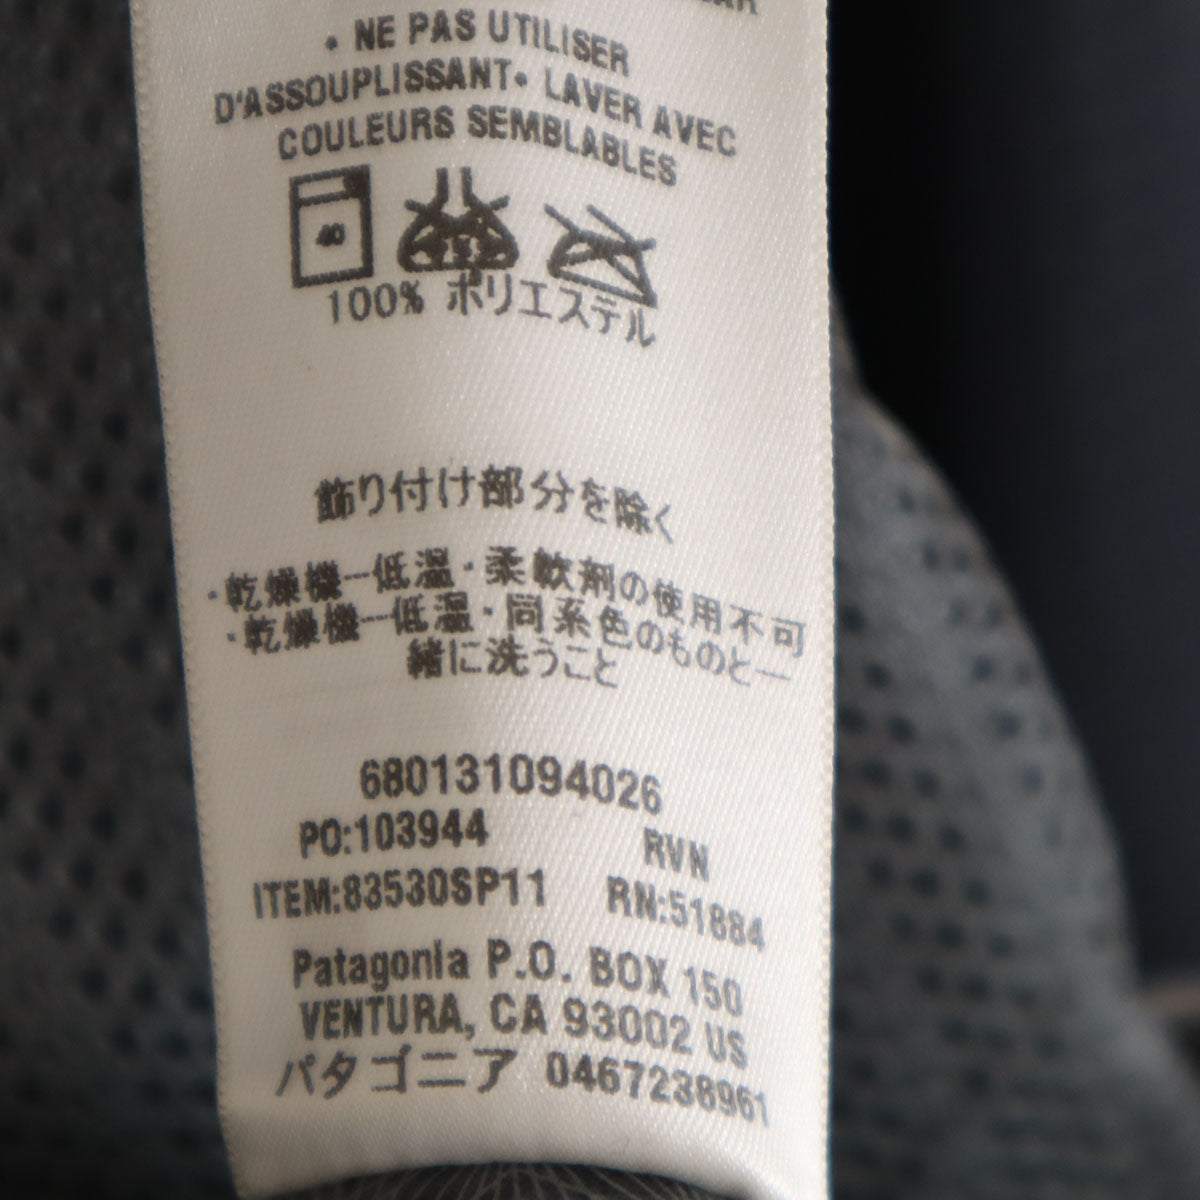 • NE PAS UTILISER
D'ASSOUPLISSANT• LAVER AVEC
COULEURS SEMBLABLES
40
100% ポリエステル
飾り付け部分を除く
・乾燥機ー低温・柔軟剤の使用不可
・乾燥機ー低温・同系色のものと一
緒に洗うこと
680131094026
PO:103944 RVN
ITEM:83530SP11 RN:51884
Patagonia P.O. BOX 150
VENTURA, CA 93002 US
パタゴニア 0467238961